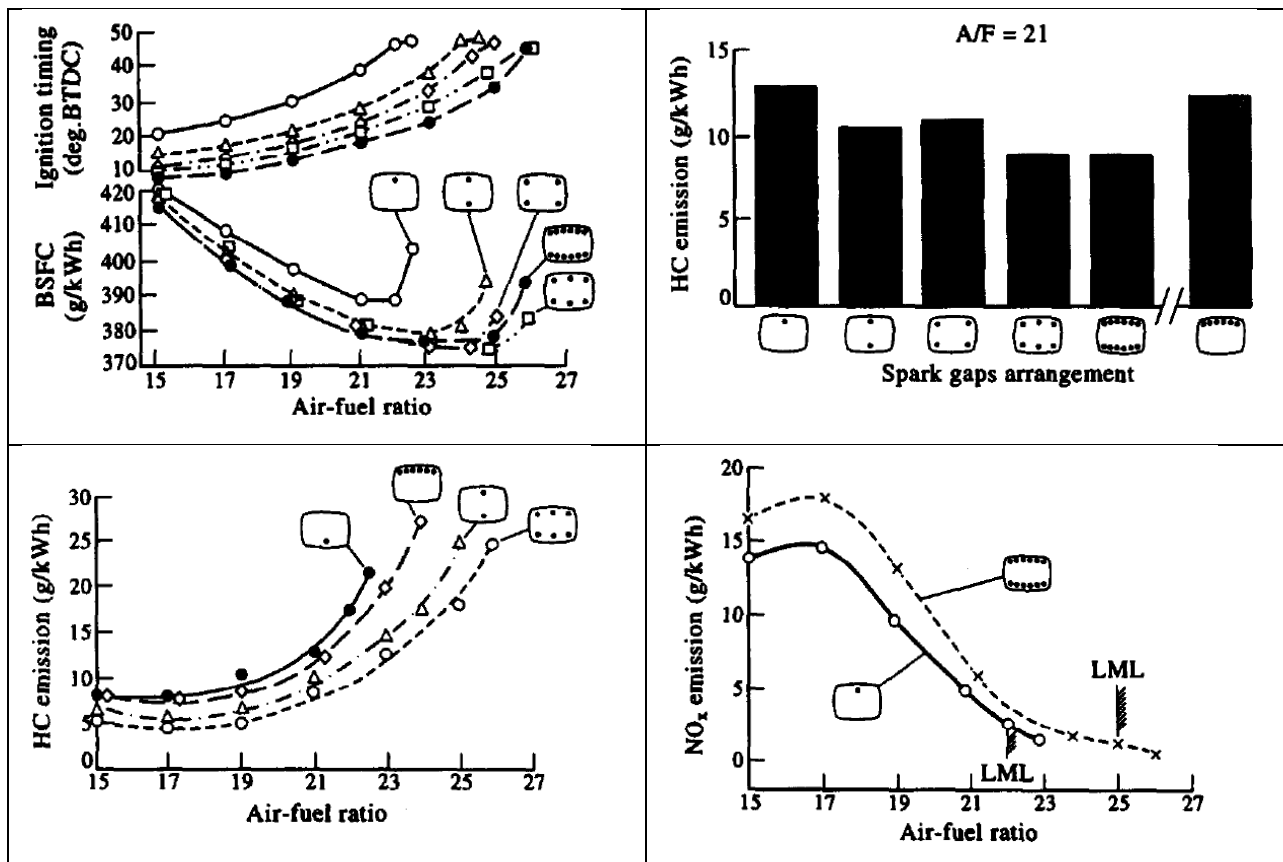 Ignition timing
(deg.BTDC)
50
40
30
20
10
BSFC
(g/kWh)
420
410
400
390
380
370
15 17 19 21 23 25 27
Air-fuel ratio
A/F = 21
HC emission (g/kWh)
15
10
5
0
Spark gaps arrangement
HC emission (g/kWh)
30
25
20
15
10
5
0
15 17 19 21 23 25 27
Air-fuel ratio
NOx emission (g/kWh)
20
15
10
5
0
LML
LML
15 17 19 21 23 25 27
Air-fuel ratio